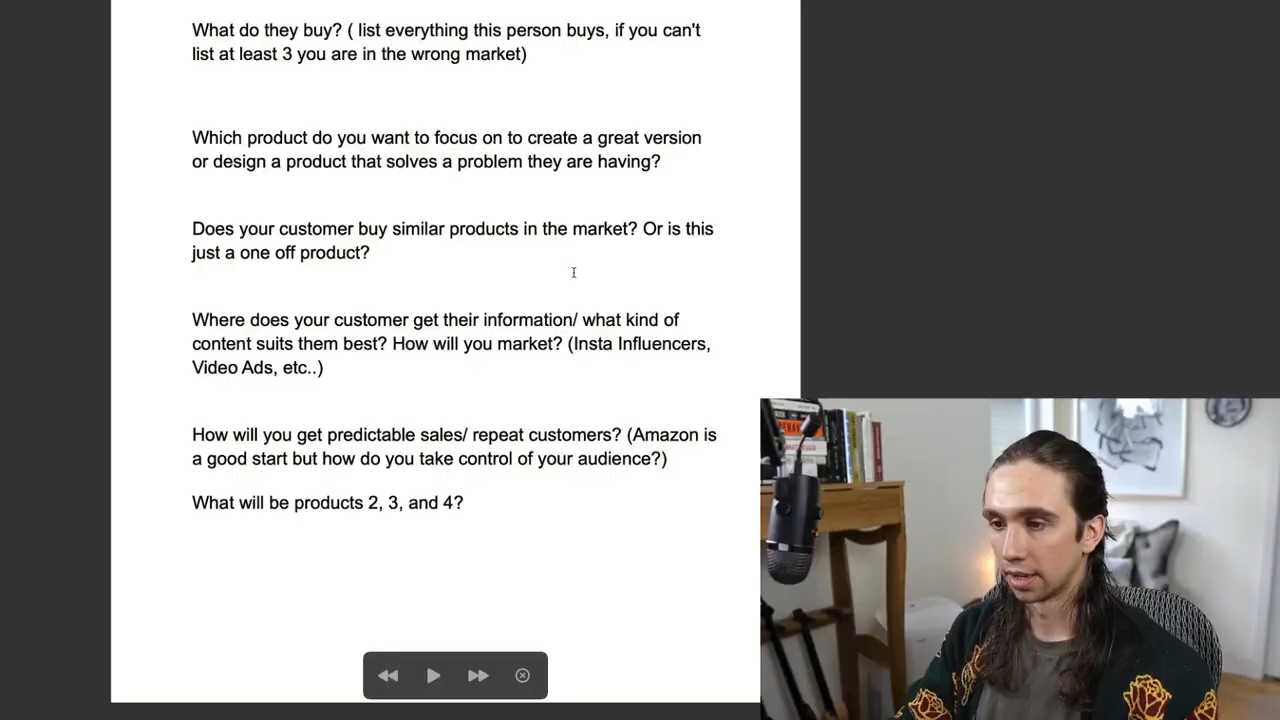 What do they buy? ( list everything this person buys, if you can't
list at least 3 you are in the wrong market)
Which product do you want to focus on to create a great version
or design a product that solves a problem they are having?
Does your customer buy similar products in the market? Or is this
just a one off product?
Where does your customer get their information/ what kind of
content suits them best? How will you market? (Insta Influencers,
Video Ads, etc..)
How will you get predictable sales/ repeat customers? (Amazon is
a good start but how do you take control of your audience?)
What will be products 2, 3, and 4?